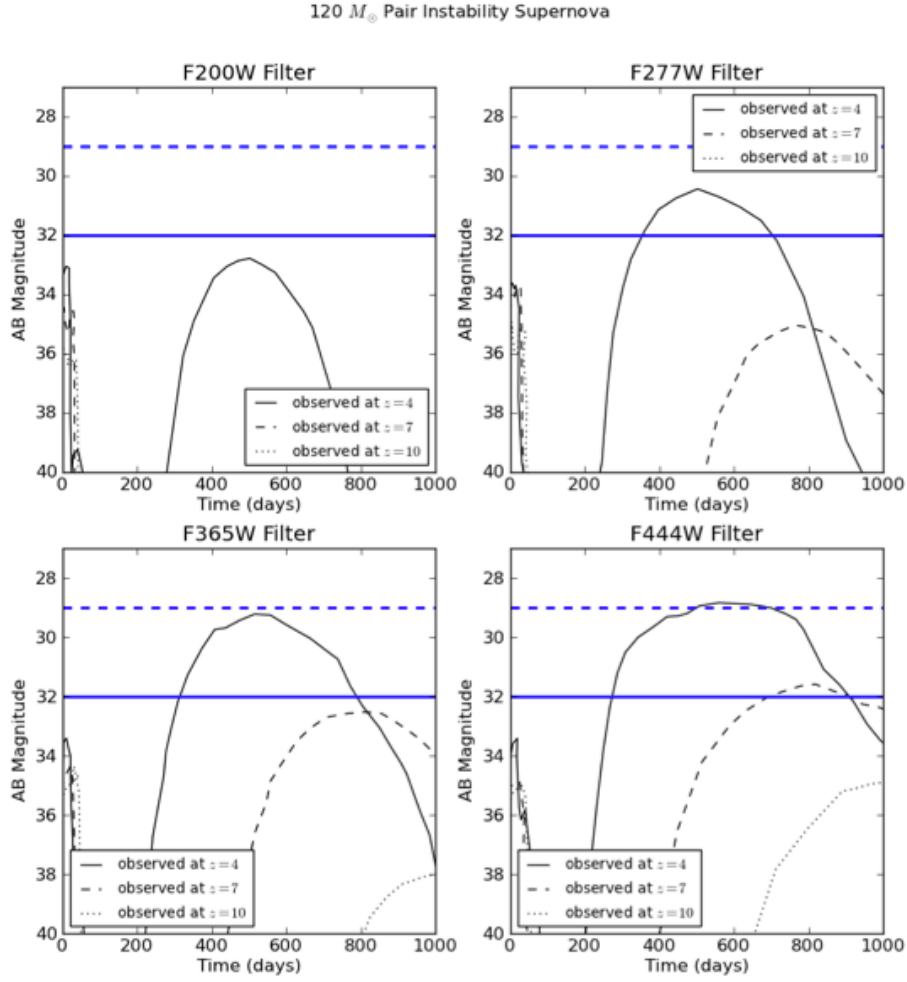 120 M☉ Pair Instability Supernova
F200W Filter
28
30
32
34
36
38
40
AB Magnitude
observed at z=4
observed at z=7
observed at z=10
0 200 400 600 800 1000
Time (days)
F277W Filter
28
30
32
34
36
38
40
AB Magnitude
observed at z=4
observed at z=7
observed at z=10
0 200 400 600 800 1000
Time (days)
F365W Filter
28
30
32
34
36
38
40
AB Magnitude
observed at z=4
observed at z=7
observed at z=10
0 200 400 600 800 1000
Time (days)
F444W Filter
28
30
32
34
36
38
40
AB Magnitude
observed at z=4
observed at z=7
observed at z=10
0 200 400 600 800 1000
Time (days)